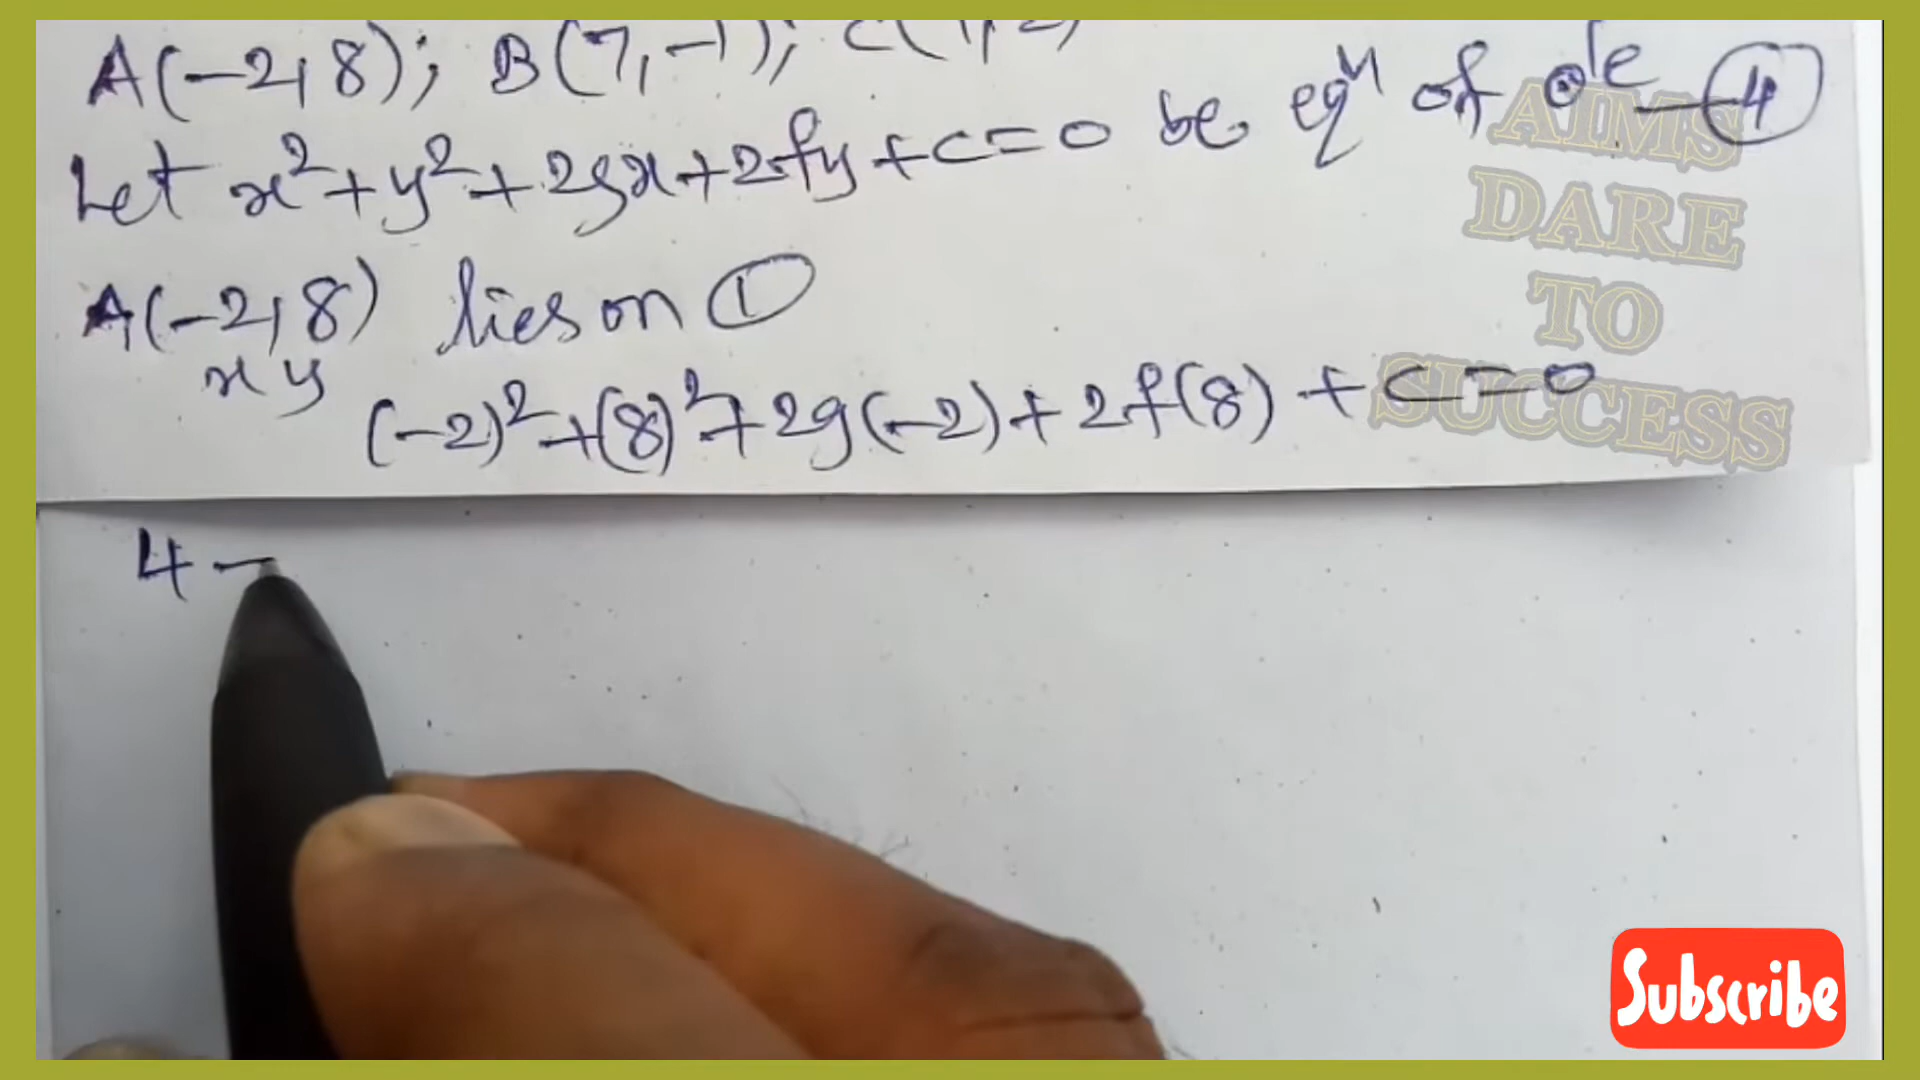 A(-2,8); B(7,-1);
Let x²+y²+2gx+2fy+c=0 be eqⁿ of ⊙le — ①
A(-2,8) lies on ①
x y
(-2)²+(8)²+2g(-2)+2f(8)+c=0
4 -
AIMS
DARE
TO
SUCCESS
Subscribe